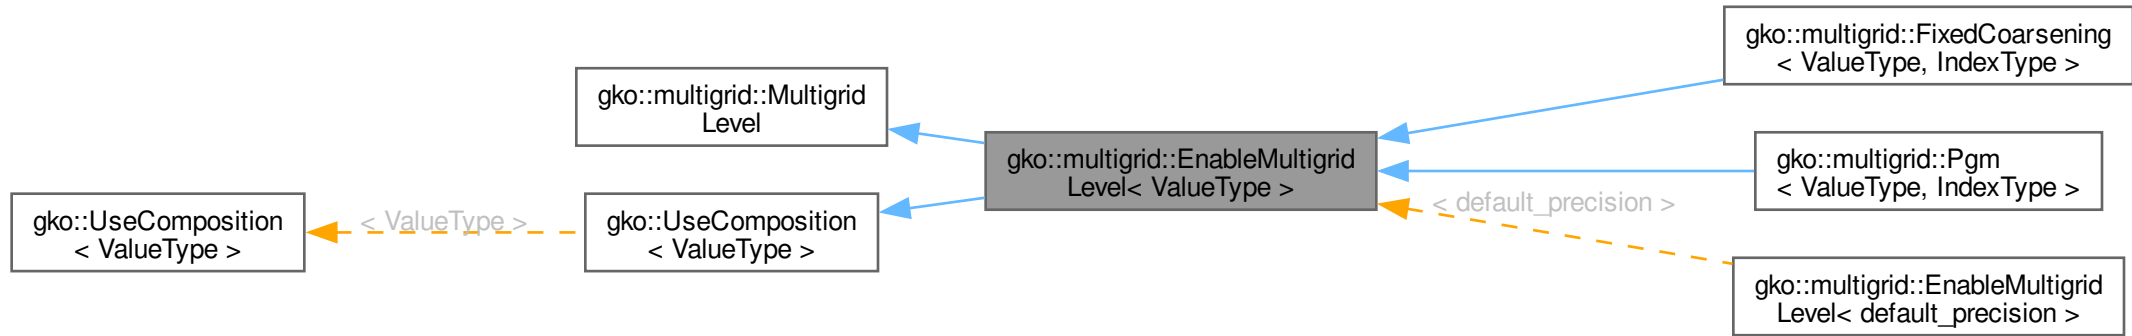 gko::multigrid::FixedCoarsening
< ValueType, IndexType >
gko::multigrid::Multigrid
Level
gko::multigrid::EnableMultigrid
Level< ValueType >
gko::multigrid::Pgm
< ValueType, IndexType >
gko::UseComposition
< ValueType >
< ValueType >
gko::UseComposition
< ValueType >
< default_precision >
gko::multigrid::EnableMultigrid
Level< default_precision >